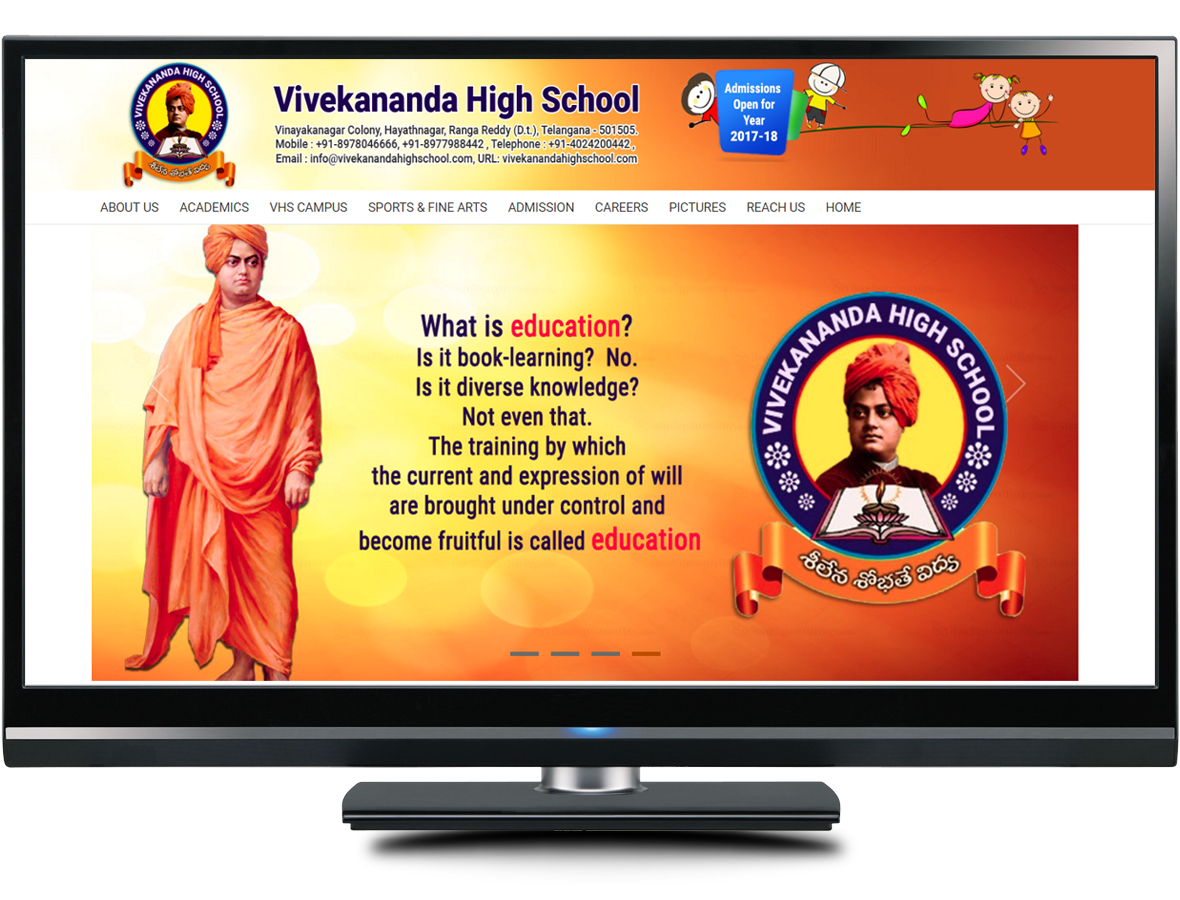 VIVEKANANDA HIGH SCHOOL
శీలేన శోభతే విద్య
Vivekananda High School
Vinayakanagar Colony, Hayathnagar, Ranga Reddy (D.t.), Telangana - 501505.
Mobile : +91-8978046666, +91-8977988442 , Telephone : +91-4024200442 ,
Email : info@vivekanandahighschool.com, URL: vivekanandahighschool.com
Admissions
Open for
Year
2017-18
ABOUT US ACADEMICS VHS CAMPUS SPORTS & FINE ARTS ADMISSION CAREERS PICTURES REACH US HOME
What is education?
Is it book-learning? No.
Is it diverse knowledge?
Not even that.
The training by which
the current and expression of will
are brought under control and
become fruitful is called education
VIVEKANANDA HIGH SCHOOL
శీలేన శోభతే విద్య